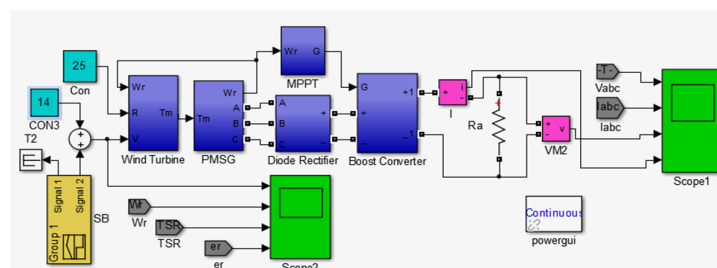 25
Con
14
CON3
T2
Signal 1
Signal 2
Group 1
SB
Wr
R
V
Tm
Wind Turbine
Tm
Wr
A
B
C
PMSG
Wr
G
MPPT
A
B
C
+
−
Diode Rectifier
G
+
−
+1
_1
Boost Converter
+
i
-
I
Ra
+
-
v
VM2
-T-
Vabc
Iabc
Iabc
Scope1
Wr
Wr
TSR
TSR
er
er
Scope2
Continuous
powergui